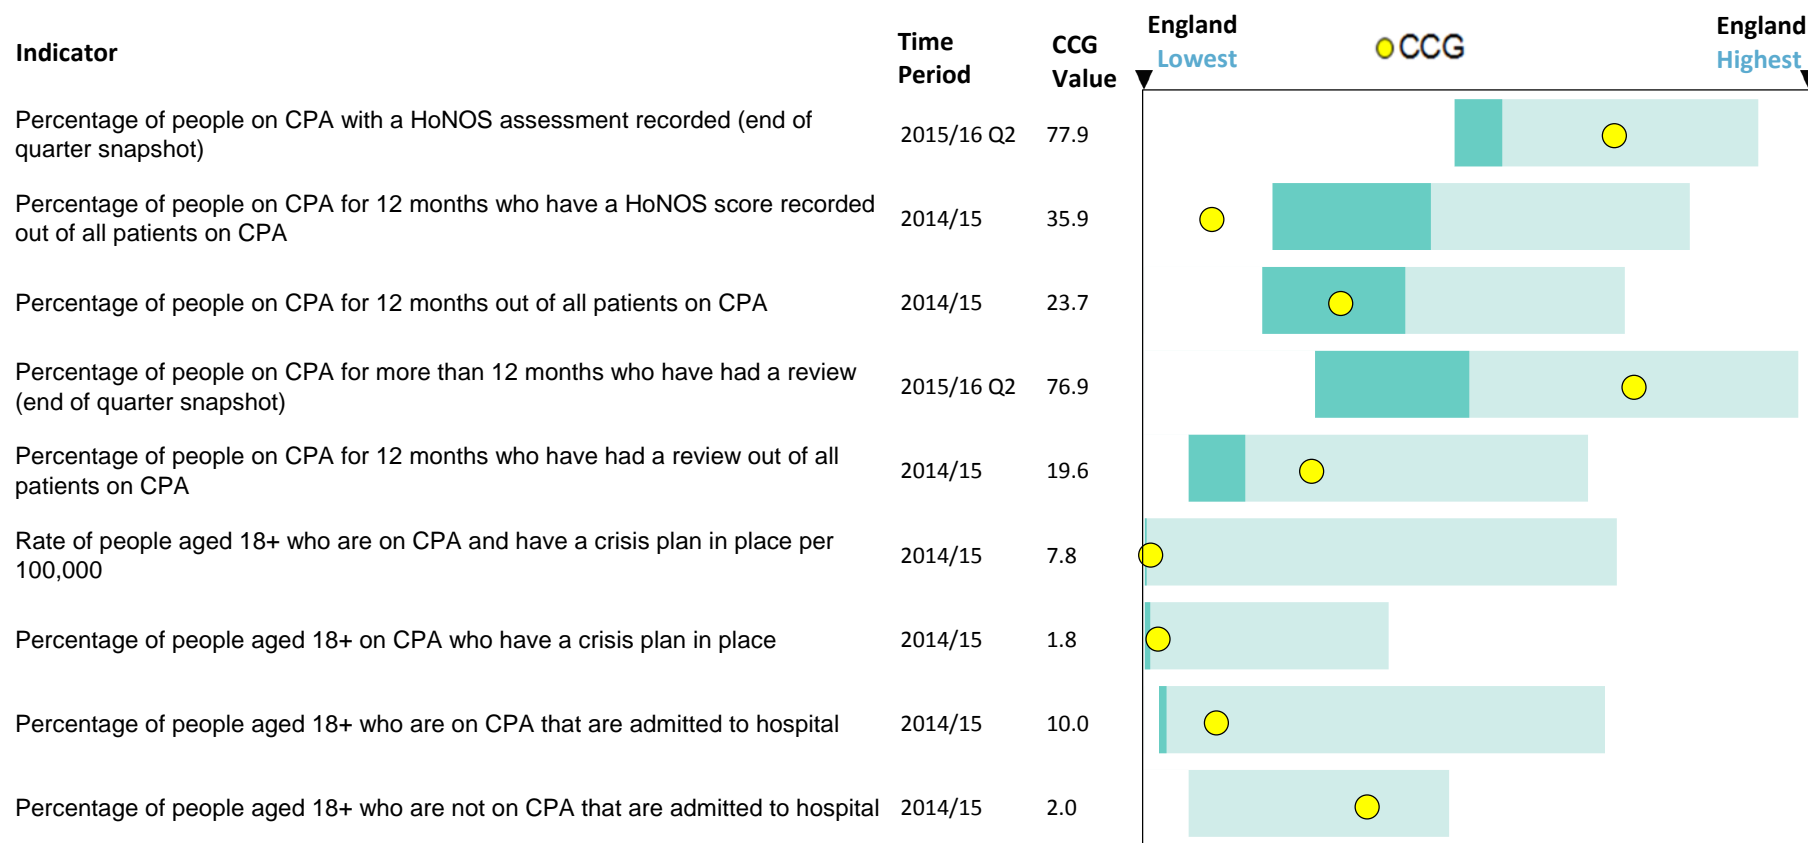 Indicator
Time Period
CCG Value
England Lowest
CCG
England Highest
Percentage of people on CPA with a HoNOS assessment recorded (end of
quarter snapshot)
2015/16 Q2
77.9
Percentage of people on CPA for 12 months who have a HoNOS score recorded
out of all patients on CPA
2014/15
35.9
Percentage of people on CPA for 12 months out of all patients on CPA
2014/15
23.7
Percentage of people on CPA for more than 12 months who have had a review
(end of quarter snapshot)
2015/16 Q2
76.9
Percentage of people on CPA for 12 months who have had a review out of all
patients on CPA
2014/15
19.6
Rate of people aged 18+ who are on CPA and have a crisis plan in place per
100,000
2014/15
7.8
Percentage of people aged 18+ on CPA who have a crisis plan in place
2014/15
1.8
Percentage of people aged 18+ who are on CPA that are admitted to hospital
2014/15
10.0
Percentage of people aged 18+ who are not on CPA that are admitted to hospital
2014/15
2.0